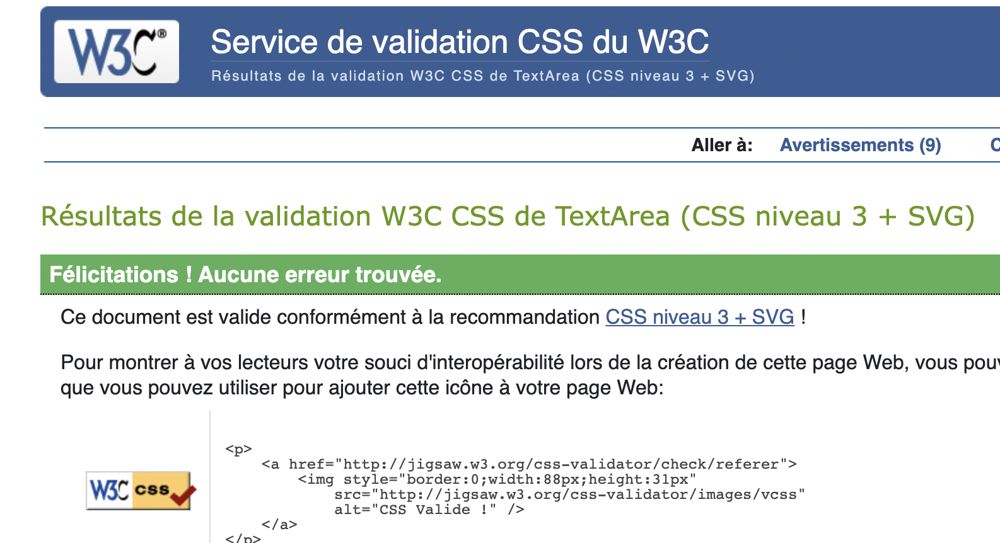 W3C®
Service de validation CSS du W3C
Résultats de la validation W3C CSS de TextArea (CSS niveau 3 + SVG)
Aller à: Avertissements (9)
Résultats de la validation W3C CSS de TextArea (CSS niveau 3 + SVG)
Félicitations ! Aucune erreur trouvée.
Ce document est valide conformément à la recommandation CSS niveau 3 + SVG !
Pour montrer à vos lecteurs votre souci d'interopérabilité lors de la création de cette page Web, vous
que vous pouvez utiliser pour ajouter cette icône à votre page Web:
W3C css
<p>
<a href="http://jigsaw.w3.org/css-validator/check/referer">
<img style="border:0;width:88px;height:31px"
src="http://jigsaw.w3.org/css-validator/images/vcss"
alt="CSS Valide !" />
</a>
</p>